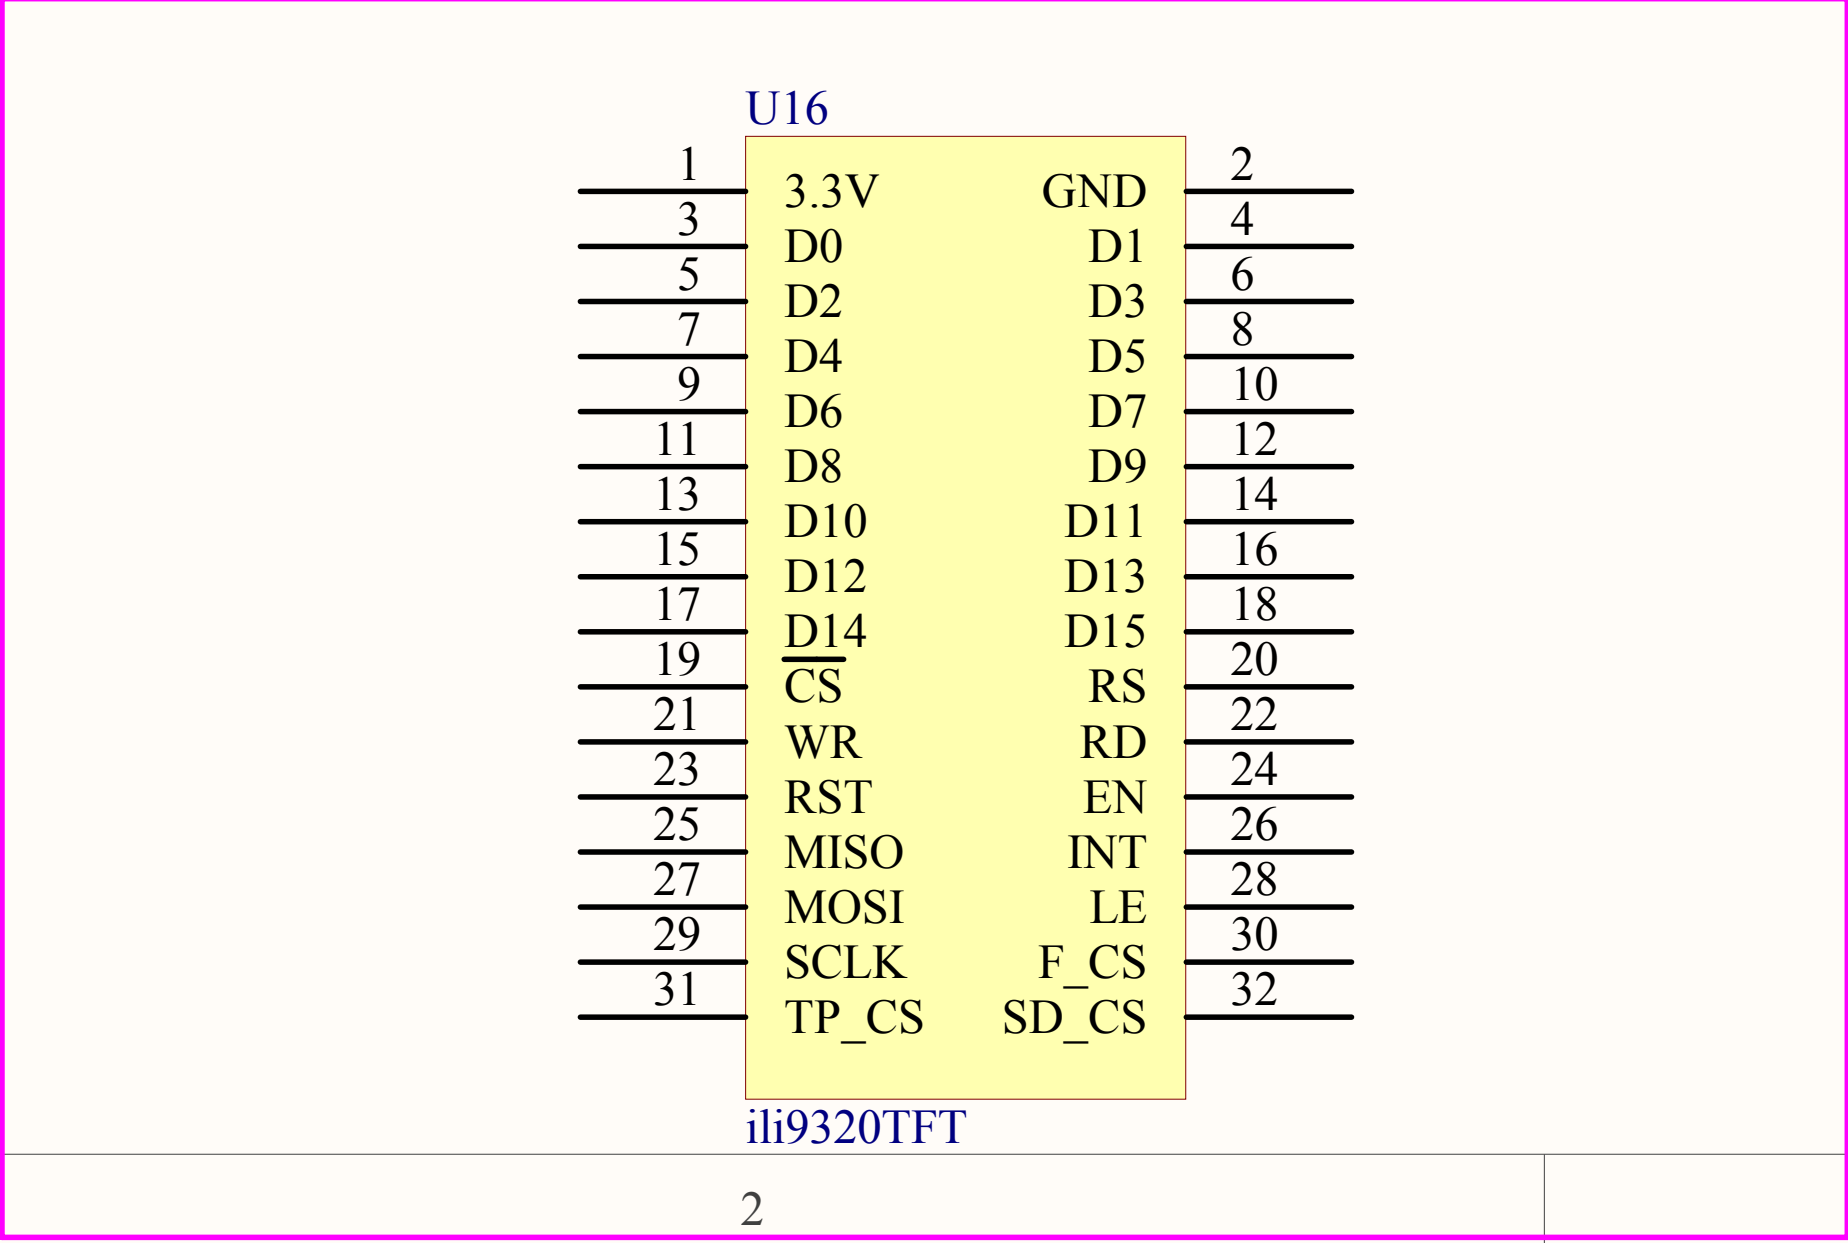 U16
1 3.3V GND 2
3 D0 D1 4
5 D2 D3 6
7 D4 D5 8
9 D6 D7 10
11 D8 D9 12
13 D10 D11 14
15 D12 D13 16
17 D14 D15 18
19 C̅S̅ RS 20
21 WR RD 22
23 RST EN 24
25 MISO INT 26
27 MOSI LE 28
29 SCLK F_CS 30
31 TP_CS SD_CS 32
ili9320TFT
2